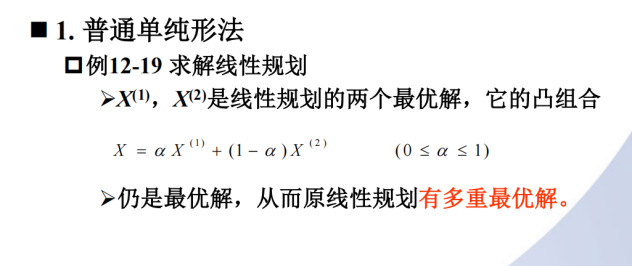 ■ 1. 普通单纯形法
❑例12-19 求解线性规划
➢X⁽¹⁾，X⁽²⁾是线性规划的两个最优解，它的凸组合
X = α X ⁽¹⁾ + (1 − α ) X ⁽²⁾ (0 ≤ α ≤ 1)
➢仍是最优解，从而原线性规划有多重最优解。